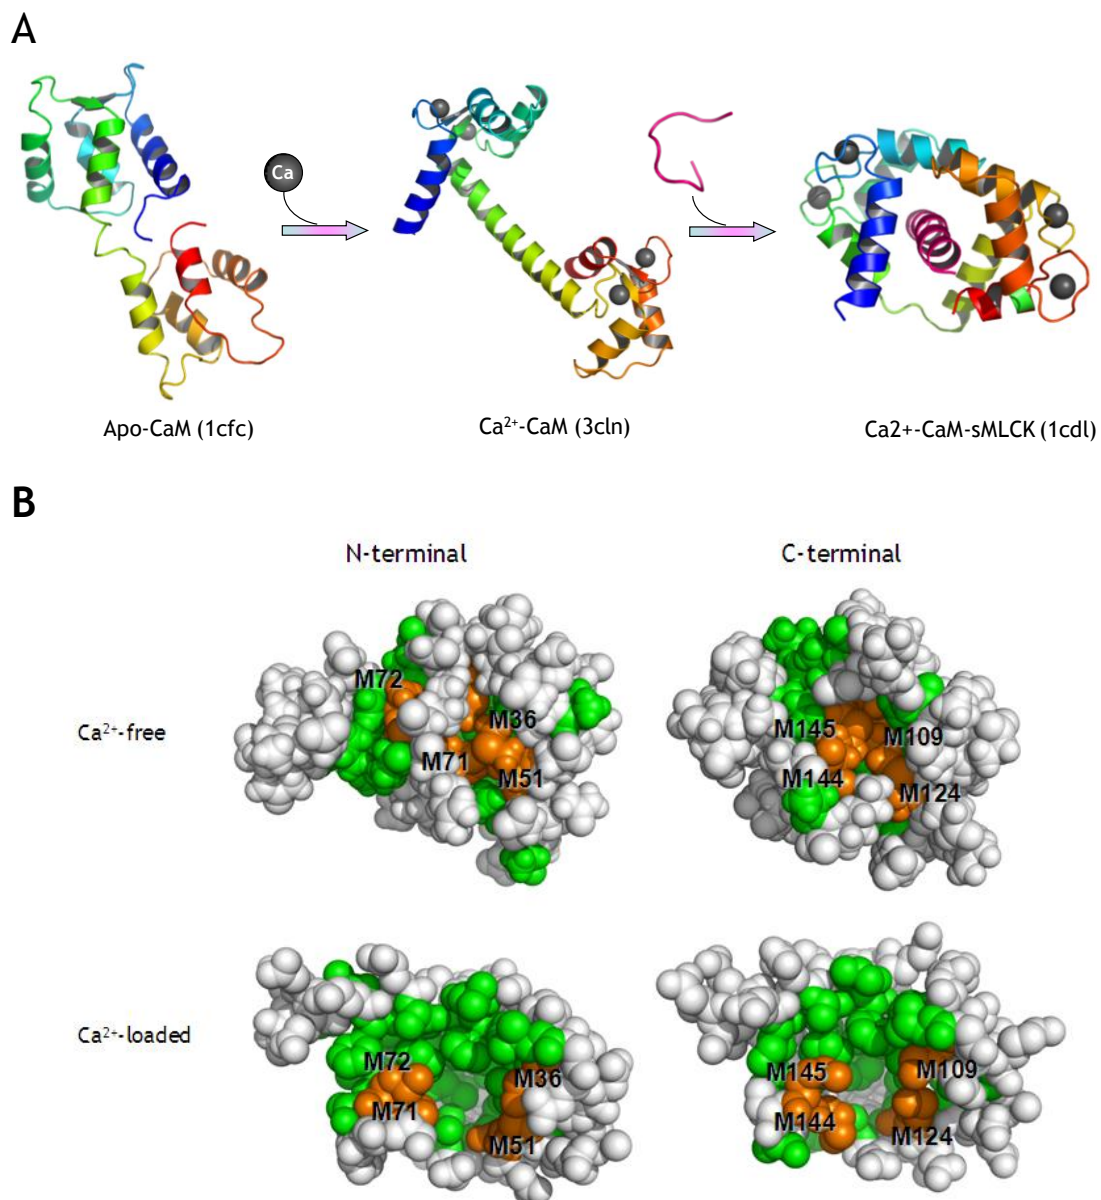 A
Ca
Apo-CaM (1cfc)
Ca²⁺-CaM (3cln)
Ca2+-CaM-sMLCK (1cdl)
B
N-terminal
C-terminal
Ca²⁺-free
M72
M36
M71
M51
M145
M109
M144
M124
Ca²⁺-loaded
M72
M36
M71
M51
M145
M109
M144
M124